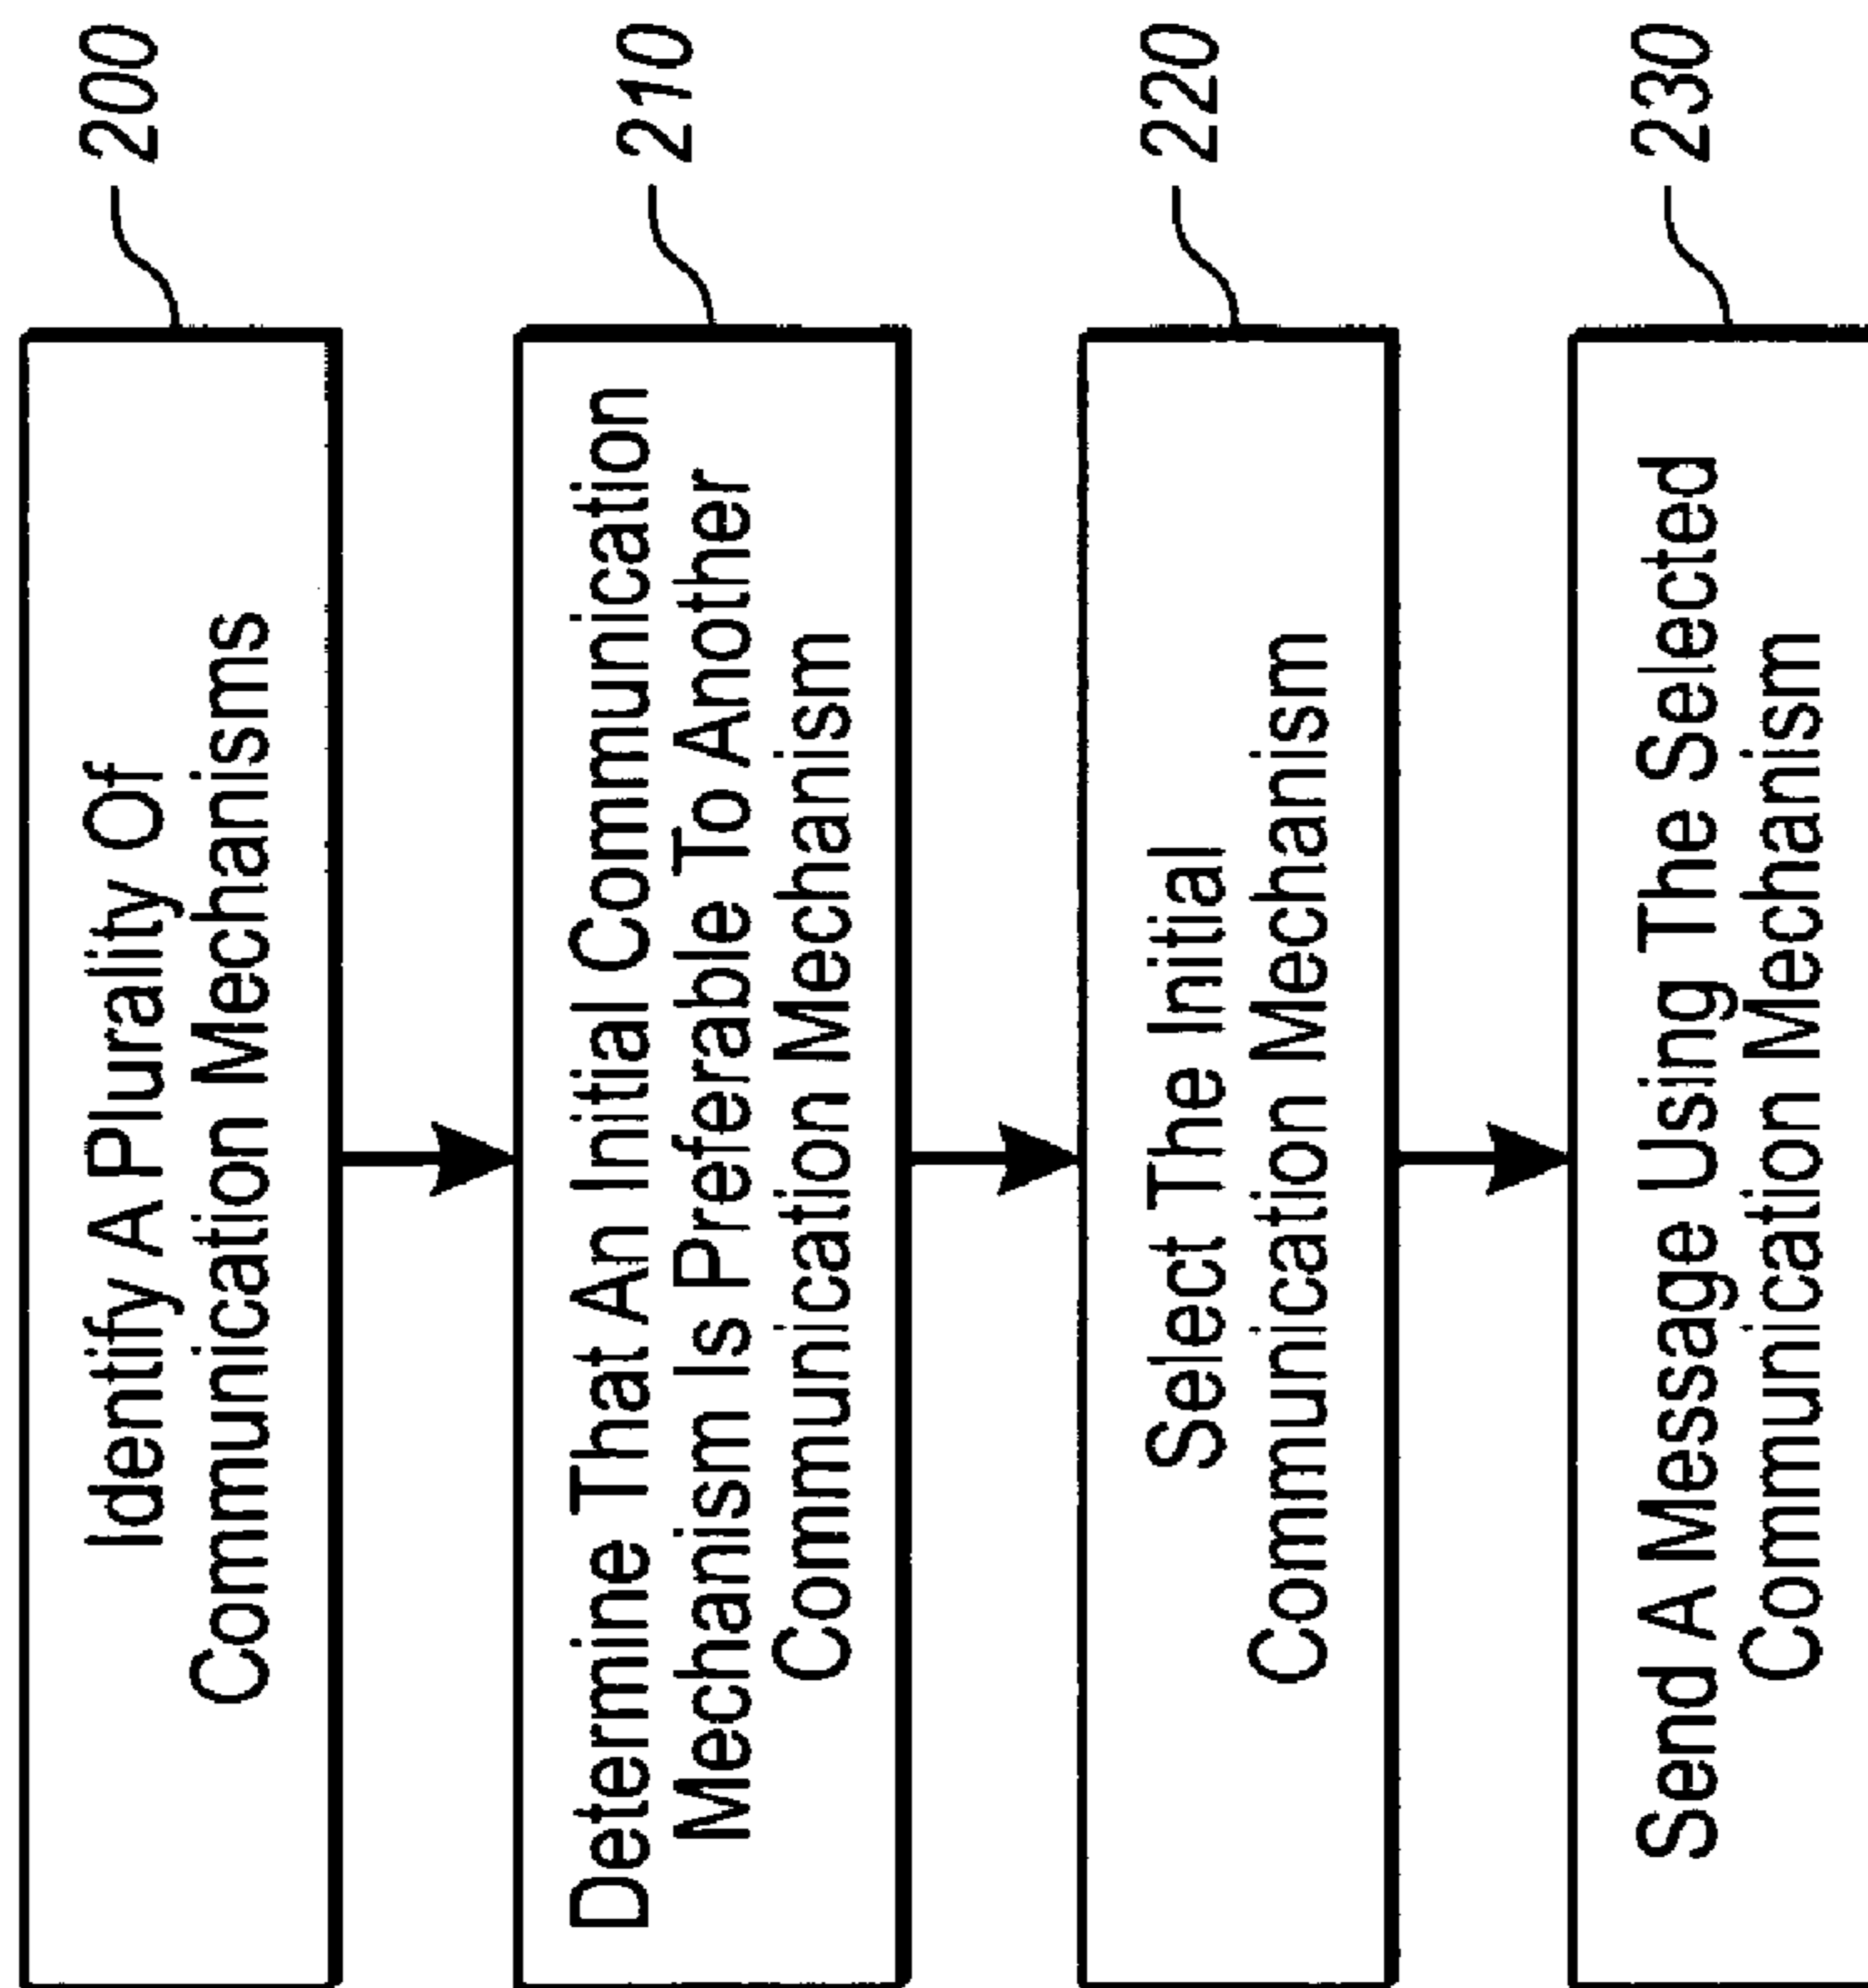 Identify A Plurality Of
Communication Mechanisms
200
Determine That An Initial Communication
Mechanism Is Preferable To Another
Communication Mechanism
210
Select The Initial
Communication Mechanism
220
Send A Message Using The Selected
Communication Mechanism
230